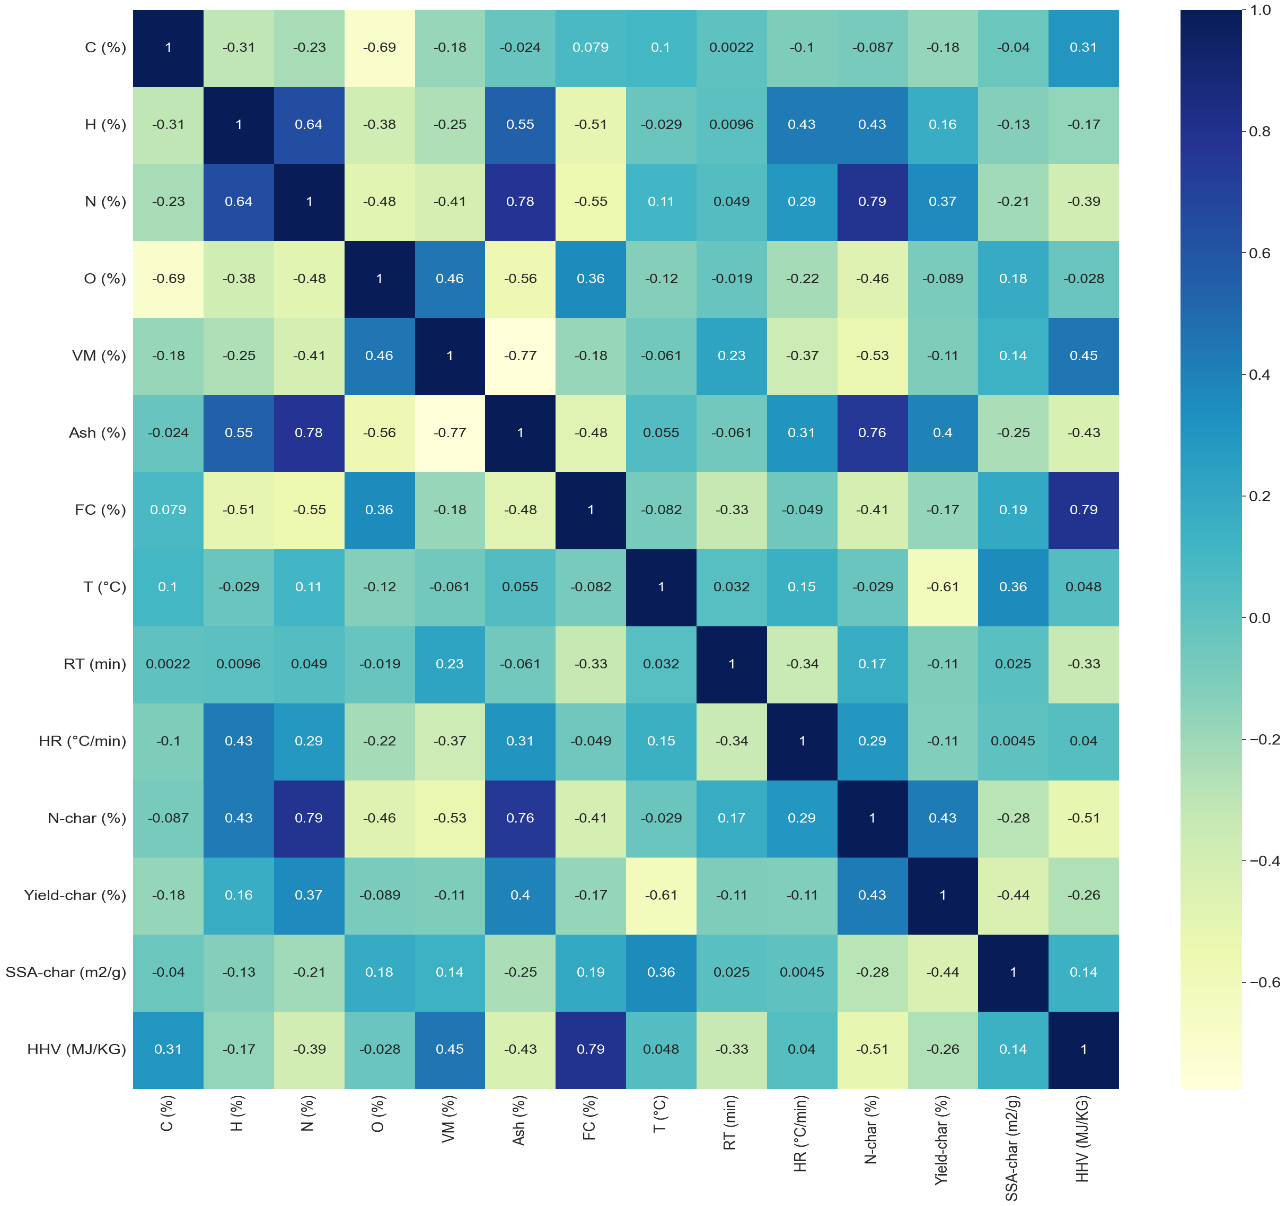 C (%) 1 -0.31 -0.23 -0.69 -0.18 -0.024 0.079 0.1 0.0022 -0.1 -0.087 -0.18 -0.04 0.31
H (%) -0.31 1 0.64 -0.38 -0.25 0.55 -0.51 -0.029 0.0096 0.43 0.43 0.16 -0.13 -0.17
N (%) -0.23 0.64 1 -0.48 -0.41 0.78 -0.55 0.11 0.049 0.29 0.79 0.37 -0.21 -0.39
O (%) -0.69 -0.38 -0.48 1 0.46 -0.56 0.36 -0.12 -0.019 -0.22 -0.46 -0.089 0.18 -0.028
VM (%) -0.18 -0.25 -0.41 0.46 1 -0.77 -0.18 -0.061 0.23 -0.37 -0.53 -0.11 0.14 0.45
Ash (%) -0.024 0.55 0.78 -0.56 -0.77 1 -0.48 0.055 -0.061 0.31 0.76 0.4 -0.25 -0.43
FC (%) 0.079 -0.51 -0.55 0.36 -0.18 -0.48 1 -0.082 -0.33 -0.049 -0.41 -0.17 0.19 0.79
T (°C) 0.1 -0.029 0.11 -0.12 -0.061 0.055 -0.082 1 0.032 0.15 -0.029 -0.61 0.36 0.048
RT (min) 0.0022 0.0096 0.049 -0.019 0.23 -0.061 -0.33 0.032 1 -0.34 0.17 -0.11 0.025 -0.33
HR (°C/min) -0.1 0.43 0.29 -0.22 -0.37 0.31 -0.049 0.15 -0.34 1 0.29 -0.11 0.0045 0.04
N-char (%) -0.087 0.43 0.79 -0.46 -0.53 0.76 -0.41 -0.029 0.17 0.29 1 0.43 -0.28 -0.51
Yield-char (%) -0.18 0.16 0.37 -0.089 -0.11 0.4 -0.17 -0.61 -0.11 -0.11 0.43 1 -0.44 -0.26
SSA-char (m2/g) -0.04 -0.13 -0.21 0.18 0.14 -0.25 0.19 0.36 0.025 0.0045 -0.28 -0.44 1 0.14
HHV (MJ/KG) 0.31 -0.17 -0.39 -0.028 0.45 -0.43 0.79 0.048 -0.33 0.04 -0.51 -0.26 0.14 1
C (%)
H (%)
N (%)
O (%)
VM (%)
Ash (%)
FC (%)
T (°C)
RT (min)
HR (°C/min)
N-char (%)
Yield-char (%)
SSA-char (m2/g)
HHV (MJ/KG)
1.0
0.8
0.6
0.4
0.2
0.0
−0.2
−0.4
−0.6